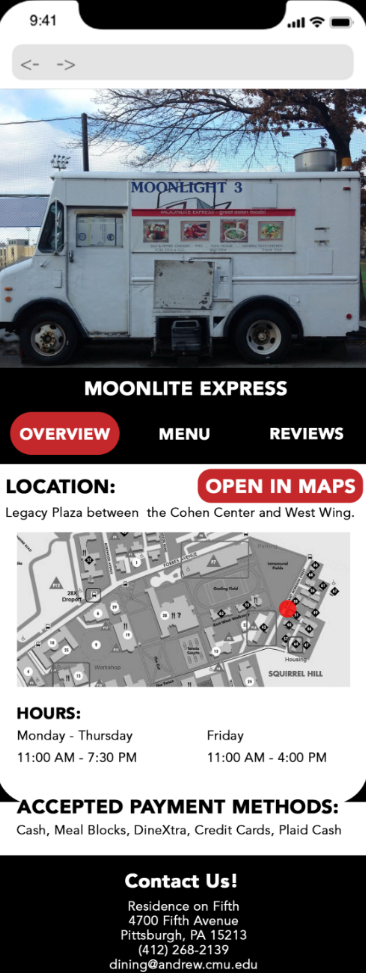 9:41
<- ->
MOONLIGHT 3
MOONLITE EXPRESS
MOONLITE EXPRESS
OVERVIEW MENU REVIEWS
LOCATION: OPEN IN MAPS
Legacy Plaza between the Cohen Center and West Wing.
SQUIRREL HILL
Housing
HOURS:
Monday - Thursday Friday
11:00 AM - 7:30 PM 11:00 AM - 4:00 PM
ACCEPTED PAYMENT METHODS:
Cash, Meal Blocks, DineXtra, Credit Cards, Plaid Cash
Contact Us!
Residence on Fifth
4700 Fifth Avenue
Pittsburgh, PA 15213
(412) 268-2139
dining@andrew.cmu.edu